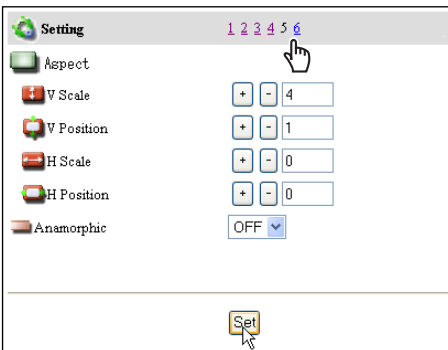 Setting 1 2 3 4 5 6
Aspect
V Scale + - 4
V Position + - 1
H Scale + - 0
H Position + - 0
Anamorphic OFF
Set